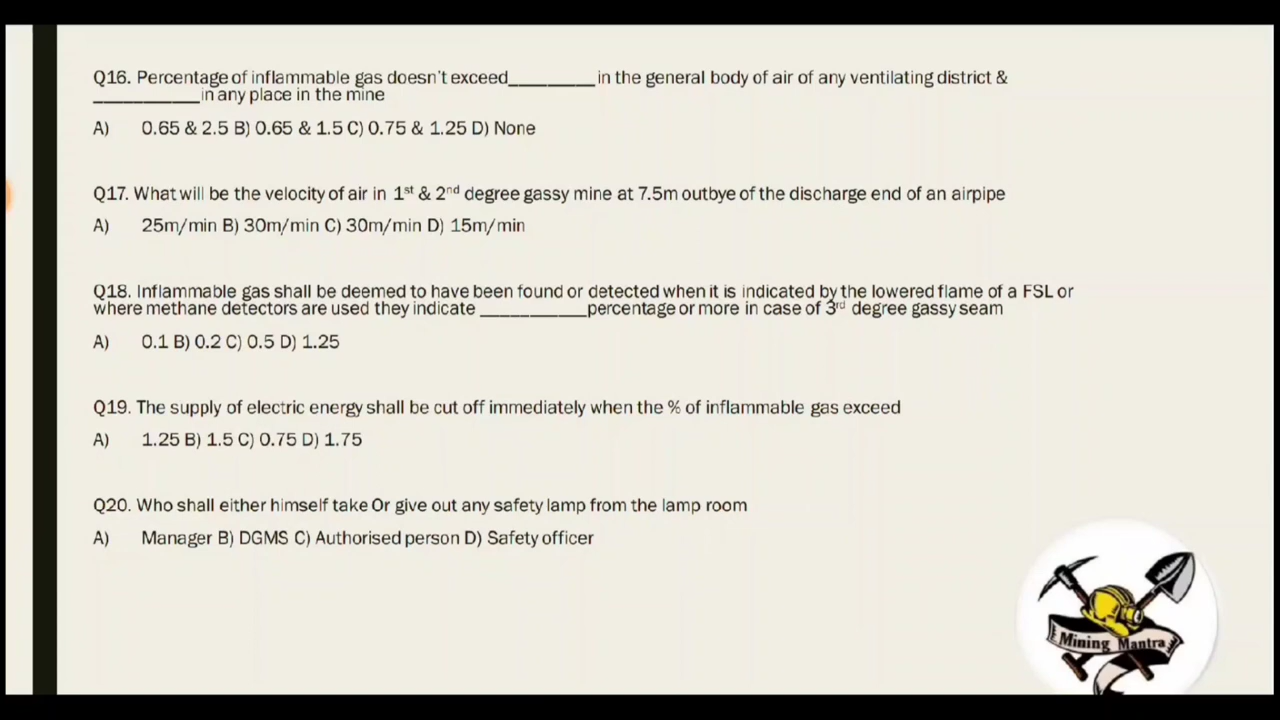 Q16. Percentage of inflammable gas doesn't exceed_________ in the general body of air of any ventilating district &
___________in any place in the mine
A) 0.65 & 2.5 B) 0.65 & 1.5 C) 0.75 & 1.25 D) None
Q17. What will be the velocity of air in 1st & 2nd degree gassy mine at 7.5m outbye of the discharge end of an airpipe
A) 25m/min B) 30m/min C) 30m/min D) 15m/min
Q18. Inflammable gas shall be deemed to have been found or detected when it is indicated by the lowered flame of a FSL or
where methane detectors are used they indicate ___________percentage or more in case of 3rd degree gassy seam
A) 0.1 B) 0.2 C) 0.5 D) 1.25
Q19. The supply of electric energy shall be cut off immediately when the % of inflammable gas exceed
A) 1.25 B) 1.5 C) 0.75 D) 1.75
Q20. Who shall either himself take Or give out any safety lamp from the lamp room
A) Manager B) DGMS C) Authorised person D) Safety officer
Mining Mantra